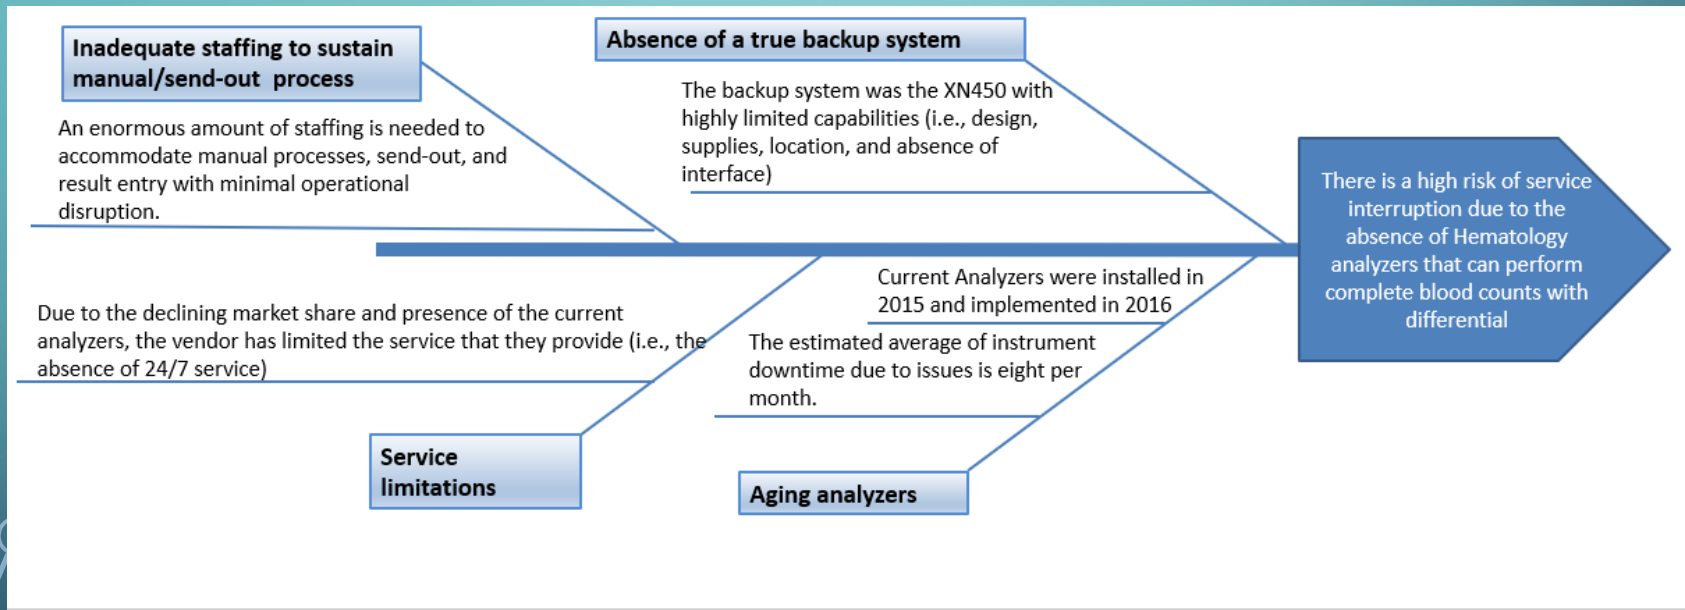 Inadequate staffing to sustain
manual/send-out process
An enormous amount of staffing is needed to
accommodate manual processes, send-out, and
result entry with minimal operational
disruption.
Absence of a true backup system
The backup system was the XN450 with
highly limited capabilities (i.e., design,
supplies, location, and absence of
interface)
There is a high risk of service
interruption due to the
absence of Hematology
analyzers that can perform
complete blood counts with
differential
Due to the declining market share and presence of the current
analyzers, the vendor has limited the service that they provide (i.e., the
absence of 24/7 service)
Service
limitations
Current Analyzers were installed in
2015 and implemented in 2016
The estimated average of instrument
downtime due to issues is eight per
month.
Aging analyzers